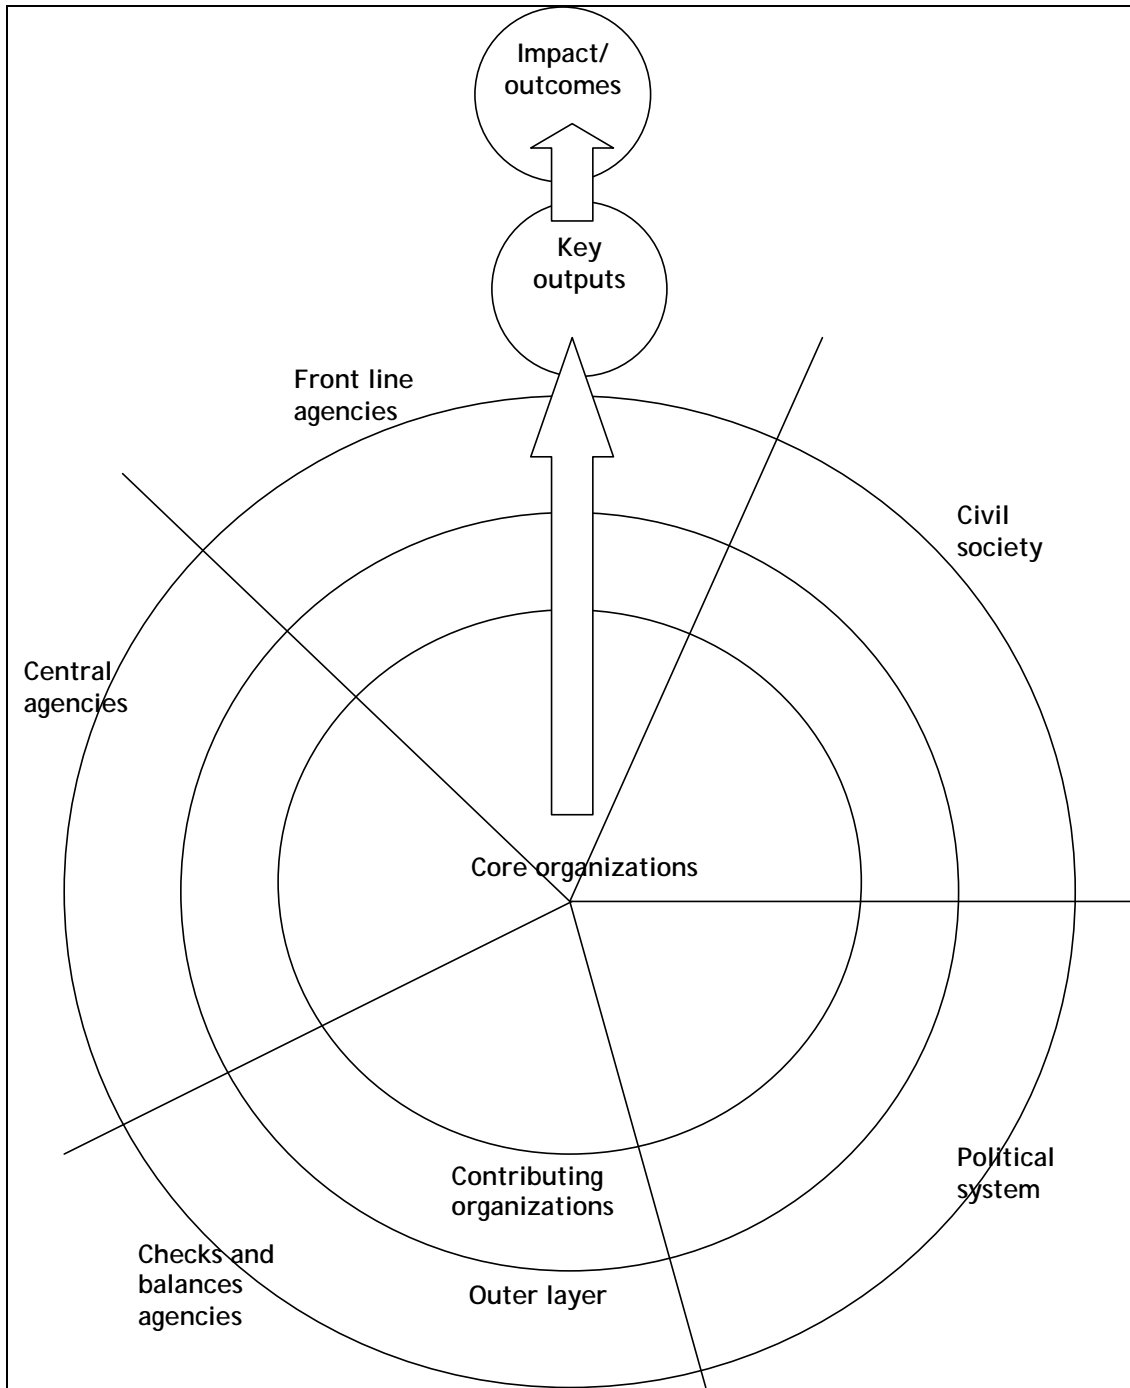 Impact/
outcomes
Key
outputs
Front line
agencies
Civil
society
Central
agencies
Core organizations
Contributing
organizations
Political
system
Checks and
balances
agencies
Outer layer